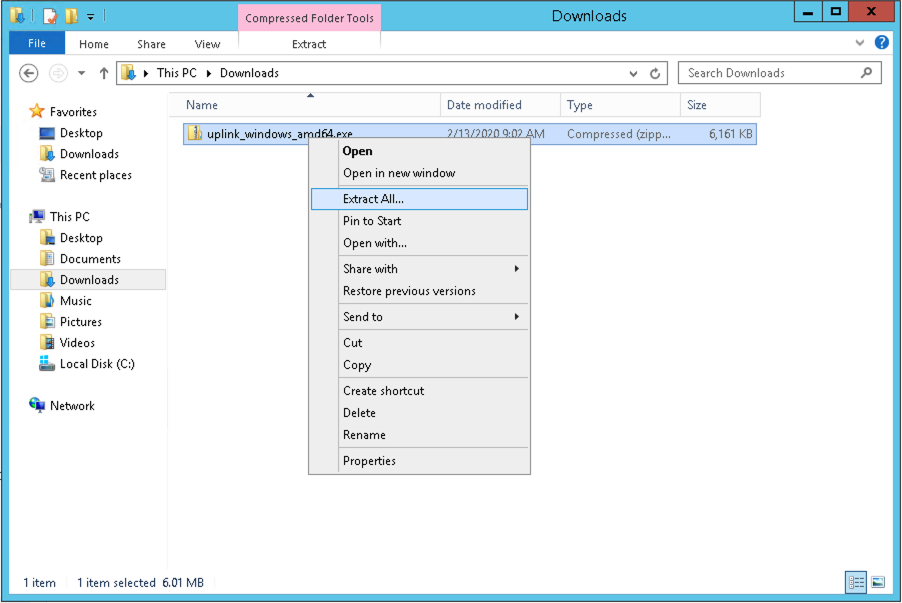 Compressed Folder Tools
Downloads
File Home Share View Extract
This PC Downloads
Search Downloads
Name Date modified Type Size
uplink_windows_amd64.exe 2/13/2020 9:02 AM Compressed (zipp... 6,161 KB
Favorites
Desktop
Downloads
Recent places
This PC
Desktop
Documents
Downloads
Music
Pictures
Videos
Local Disk (C:)
Network
Open
Open in new window
Extract All...
Pin to Start
Open with...
Share with
Restore previous versions
Send to
Cut
Copy
Create shortcut
Delete
Rename
Properties
1 item 1 item selected 6.01 MB